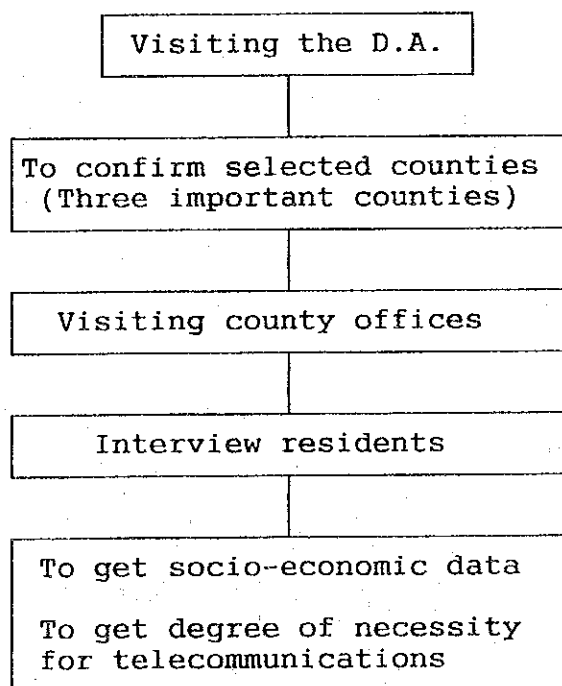 Visiting the D.A.
To confirm selected counties
(Three important counties)
Visiting county offices
Interview residents
To get socio-economic data
To get degree of necessity
for telecommunications